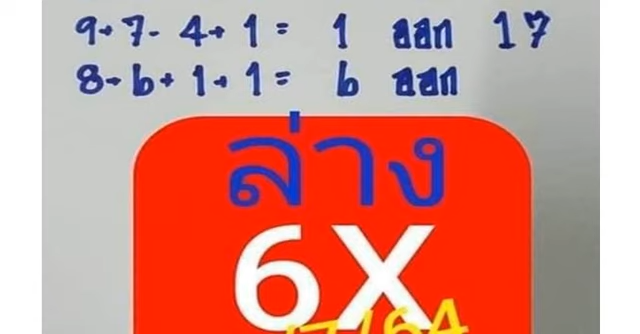 9+7+4+1= 1 ออก 17
8+6+1+1= 6 ออก
ล่าง
6X